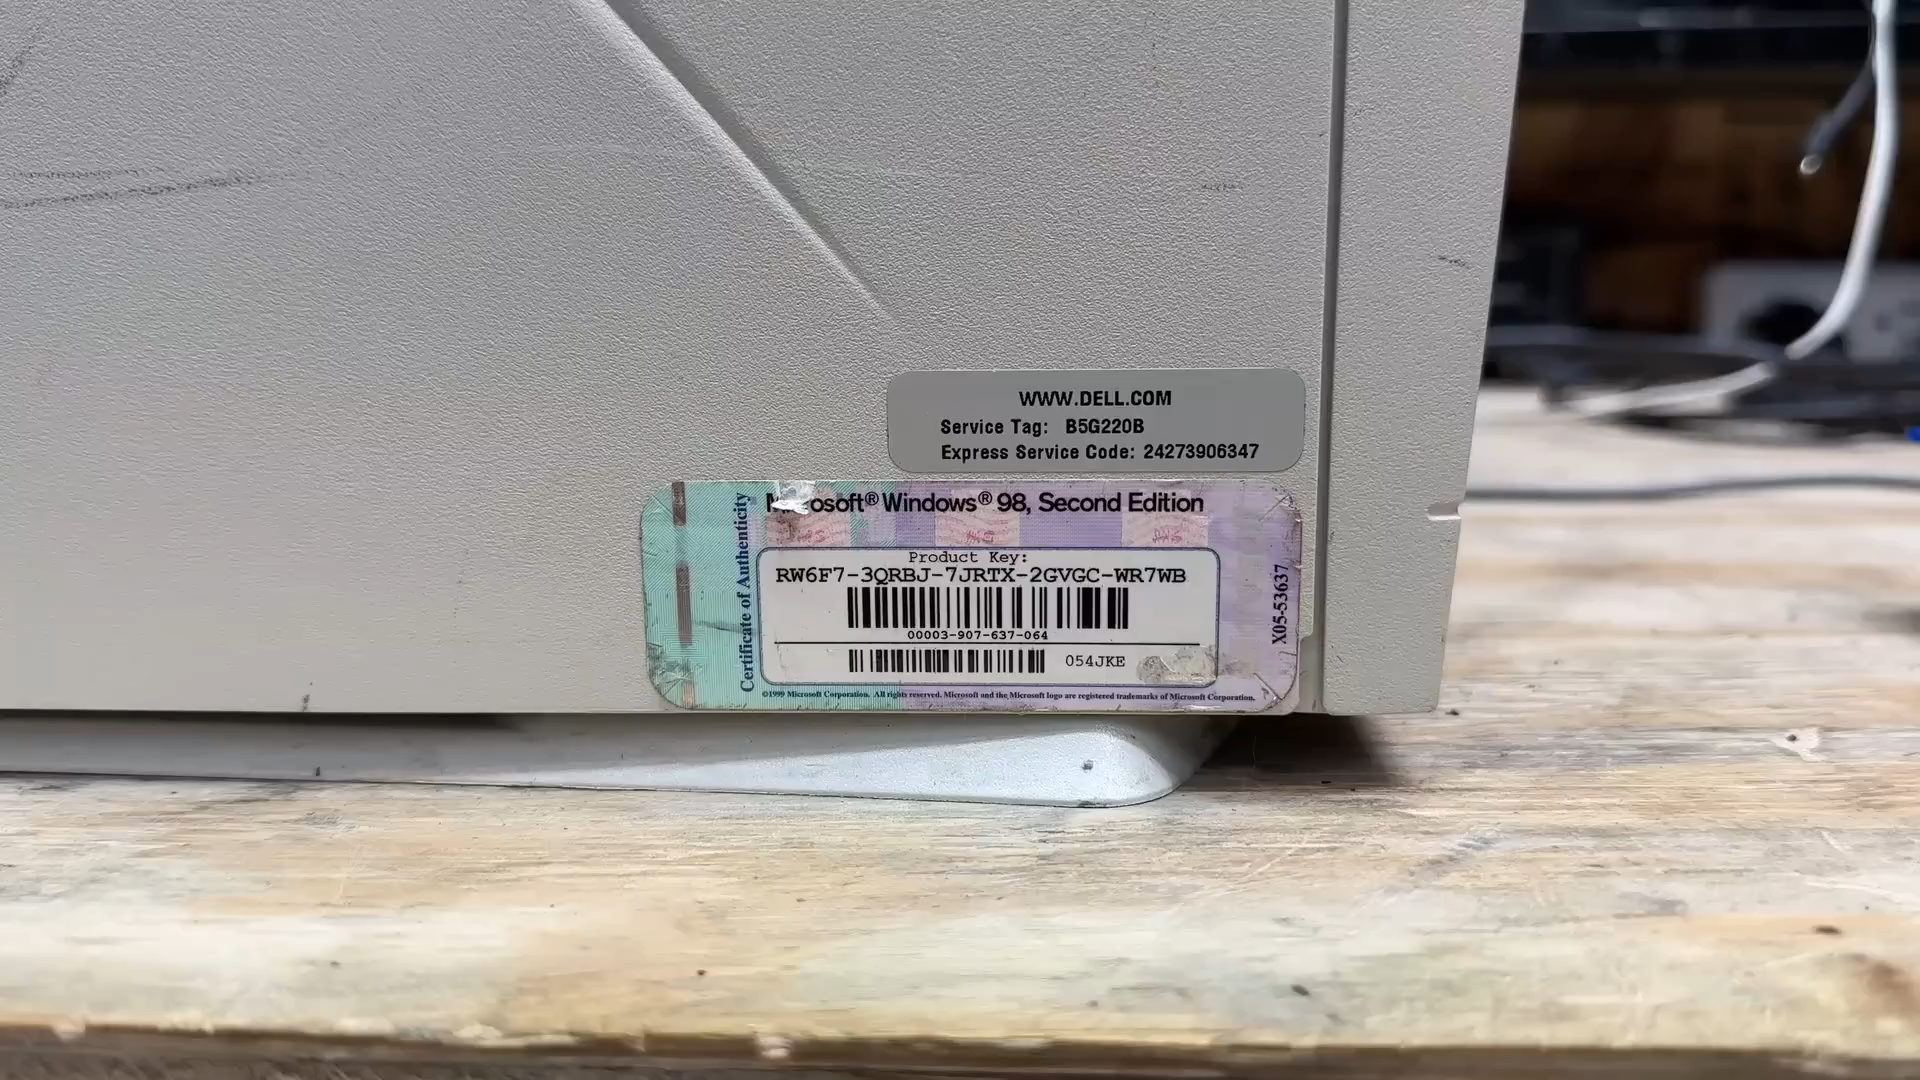 WWW.DELL.COM
Service Tag: B5G220B
Express Service Code: 24273906347
Microsoft® Windows® 98, Second Edition
Certificate of Authenticity
Product Key:
RW6F7-3QRBJ-7JRTX-2GVGC-WR7WB
00003-907-637-064
054JKE
X05-53637
©1999 Microsoft Corporation. All rights reserved. Microsoft and the Microsoft logo are registered trademarks of Microsoft Corporation.